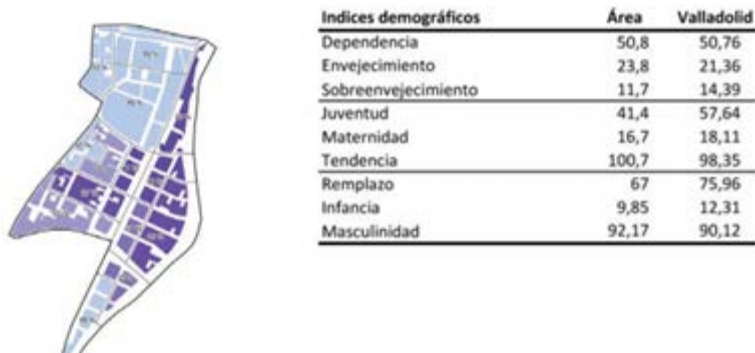 Indices demográficos Área Valladolid
Dependencia 50,8 50,76
Envejecimiento 23,8 21,36
Sobreenvejecimiento 11,7 14,39
Juventud 41,4 57,64
Maternidad 16,7 18,11
Tendencia 100,7 98,35
Remplazo 67 75,96
Infancia 9,85 12,31
Masculinidad 92,17 90,12